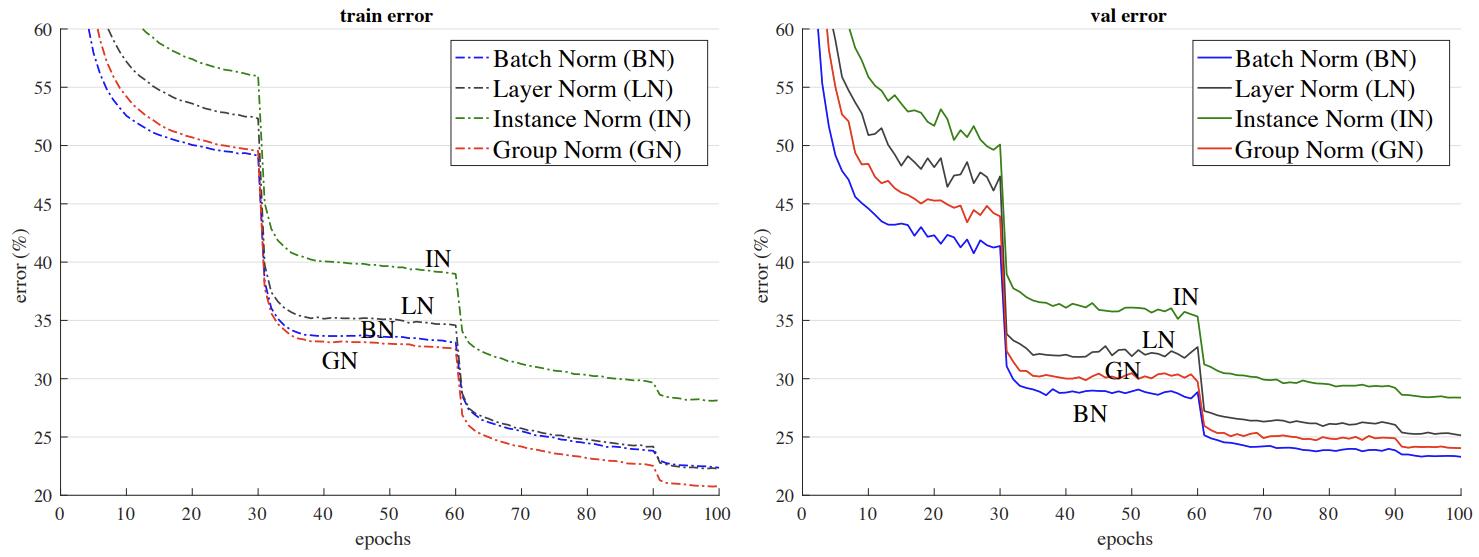 train error
60
55
50
45
40
35
30
25
20
error (%)
0 10 20 30 40 50 60 70 80 90 100
epochs
Batch Norm (BN)
Layer Norm (LN)
Instance Norm (IN)
Group Norm (GN)
IN
LN
BN
GN
val error
60
55
50
45
40
35
30
25
20
error (%)
0 10 20 30 40 50 60 70 80 90 100
epochs
Batch Norm (BN)
Layer Norm (LN)
Instance Norm (IN)
Group Norm (GN)
IN
LN
GN
BN